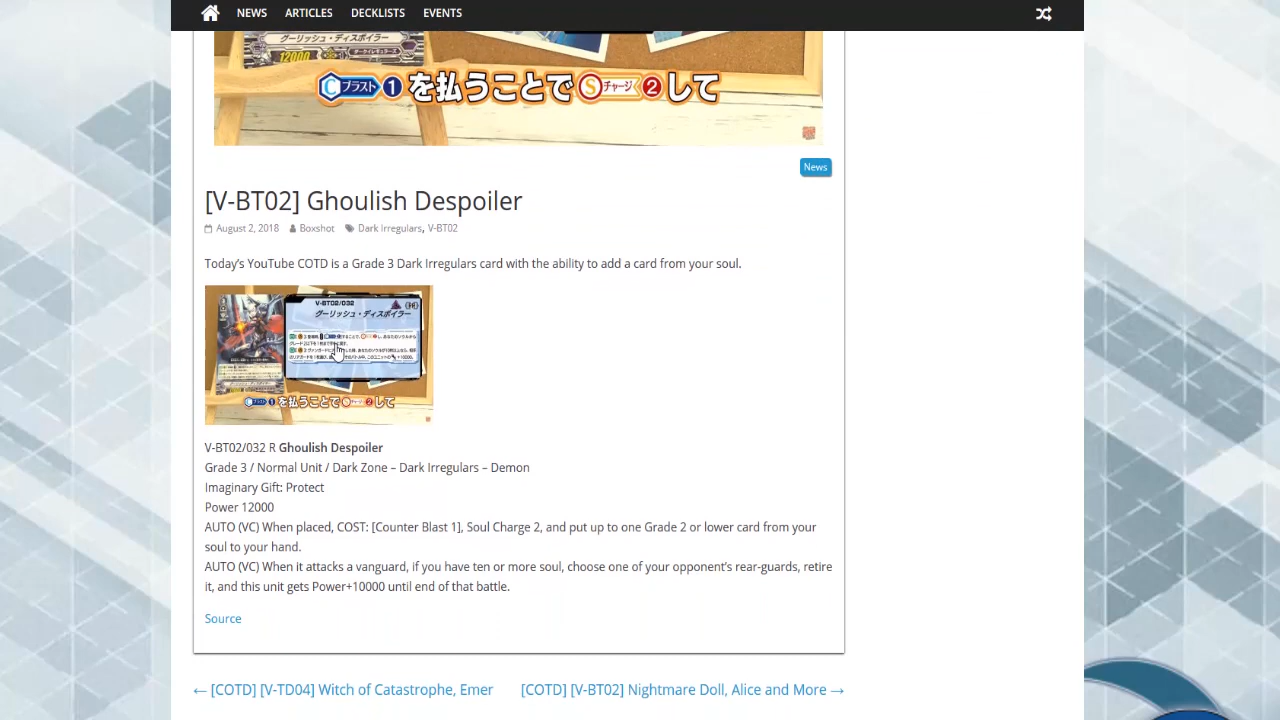 NEWS ARTICLES DECKLISTS EVENTS
グーリッシュ・ディスポイラー
12000
Cブラスト1を払うことでSチャージ2して
News
[V-BT02] Ghoulish Despoiler
August 2, 2018 Boxshot Dark Irregulars, V-BT02
Today's YouTube COTD is a Grade 3 Dark Irregulars card with the ability to add a card from your soul.
V-BT02/032
グーリッシュ・ディスポイラー
Cブラスト1を払うことでSチャージ2して
V-BT02/032 R Ghoulish Despoiler
Grade 3 / Normal Unit / Dark Zone – Dark Irregulars – Demon
Imaginary Gift: Protect
Power 12000
AUTO (VC) When placed, COST: [Counter Blast 1], Soul Charge 2, and put up to one Grade 2 or lower card from your
soul to your hand.
AUTO (VC) When it attacks a vanguard, if you have ten or more soul, choose one of your opponent's rear-guards, retire
it, and this unit gets Power+10000 until end of that battle.
Source
← [COTD] [V-TD04] Witch of Catastrophe, Emer [COTD] [V-BT02] Nightmare Doll, Alice and More →